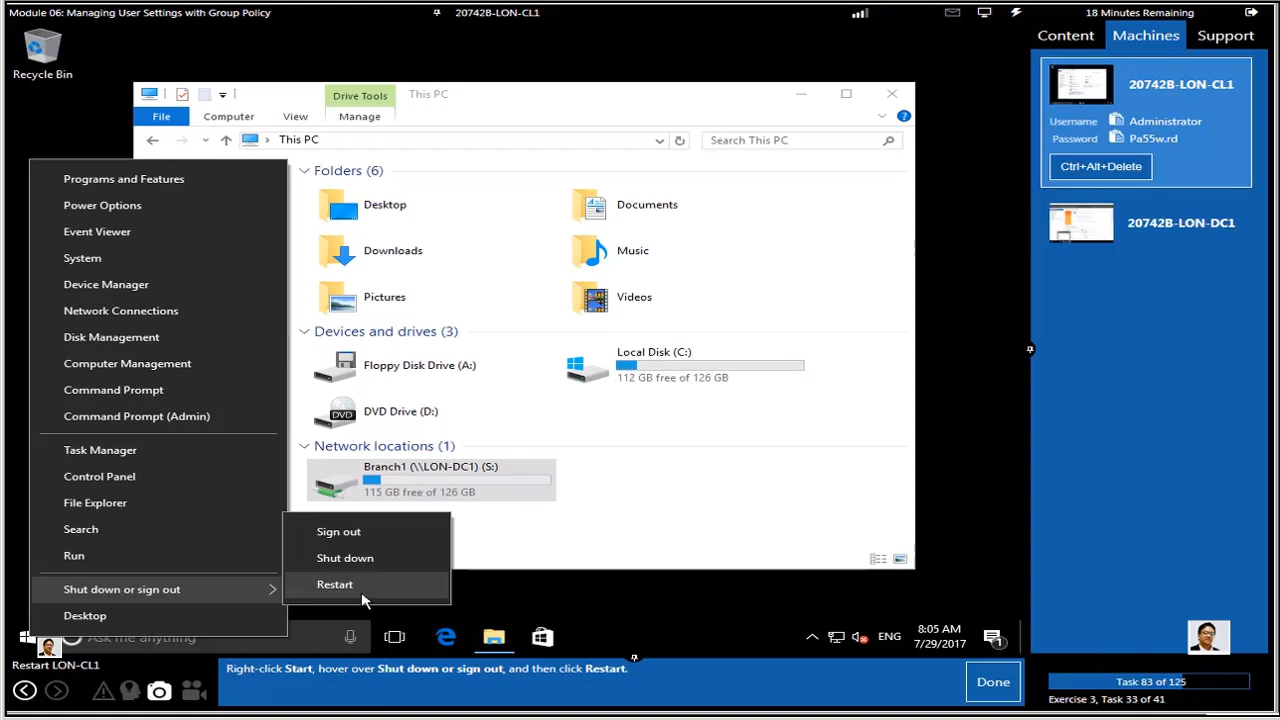 Module 06: Managing User Settings with Group Policy
20742B-LON-CL1
18 Minutes Remaining
Content
Machines
Support
Recycle Bin
Drive Tools
This PC
File
Computer
View
Manage
This PC
Search This PC
20742B-LON-CL1
Username
Administrator
Password
Pa55w.rd
Ctrl+Alt+Delete
20742B-LON-DC1
Programs and Features
Power Options
Event Viewer
System
Device Manager
Network Connections
Disk Management
Computer Management
Command Prompt
Command Prompt (Admin)
Task Manager
Control Panel
File Explorer
Search
Run
Shut down or sign out
Desktop
Folders (6)
Desktop
Documents
Downloads
Music
Pictures
Videos
Devices and drives (3)
Floppy Disk Drive (A:)
Local Disk (C:)
112 GB free of 126 GB
DVD
DVD Drive (D:)
Network locations (1)
Branch1 (\\LON-DC1) (S:)
115 GB free of 126 GB
Sign out
Shut down
Restart
Ask me anything
ENG
8:05 AM
7/29/2017
1
Restart LON-CL1
Right-click Start, hover over Shut down or sign out, and then click Restart.
Done
Task 83 of 125
Exercise 3, Task 33 of 41